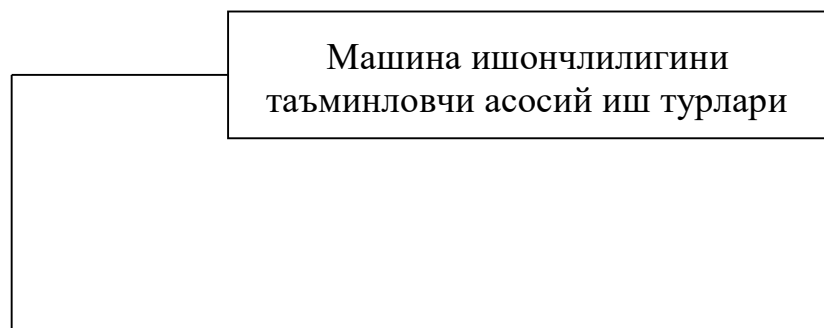 Машина ишончлилигини
таъминловчи асосий иш турлари